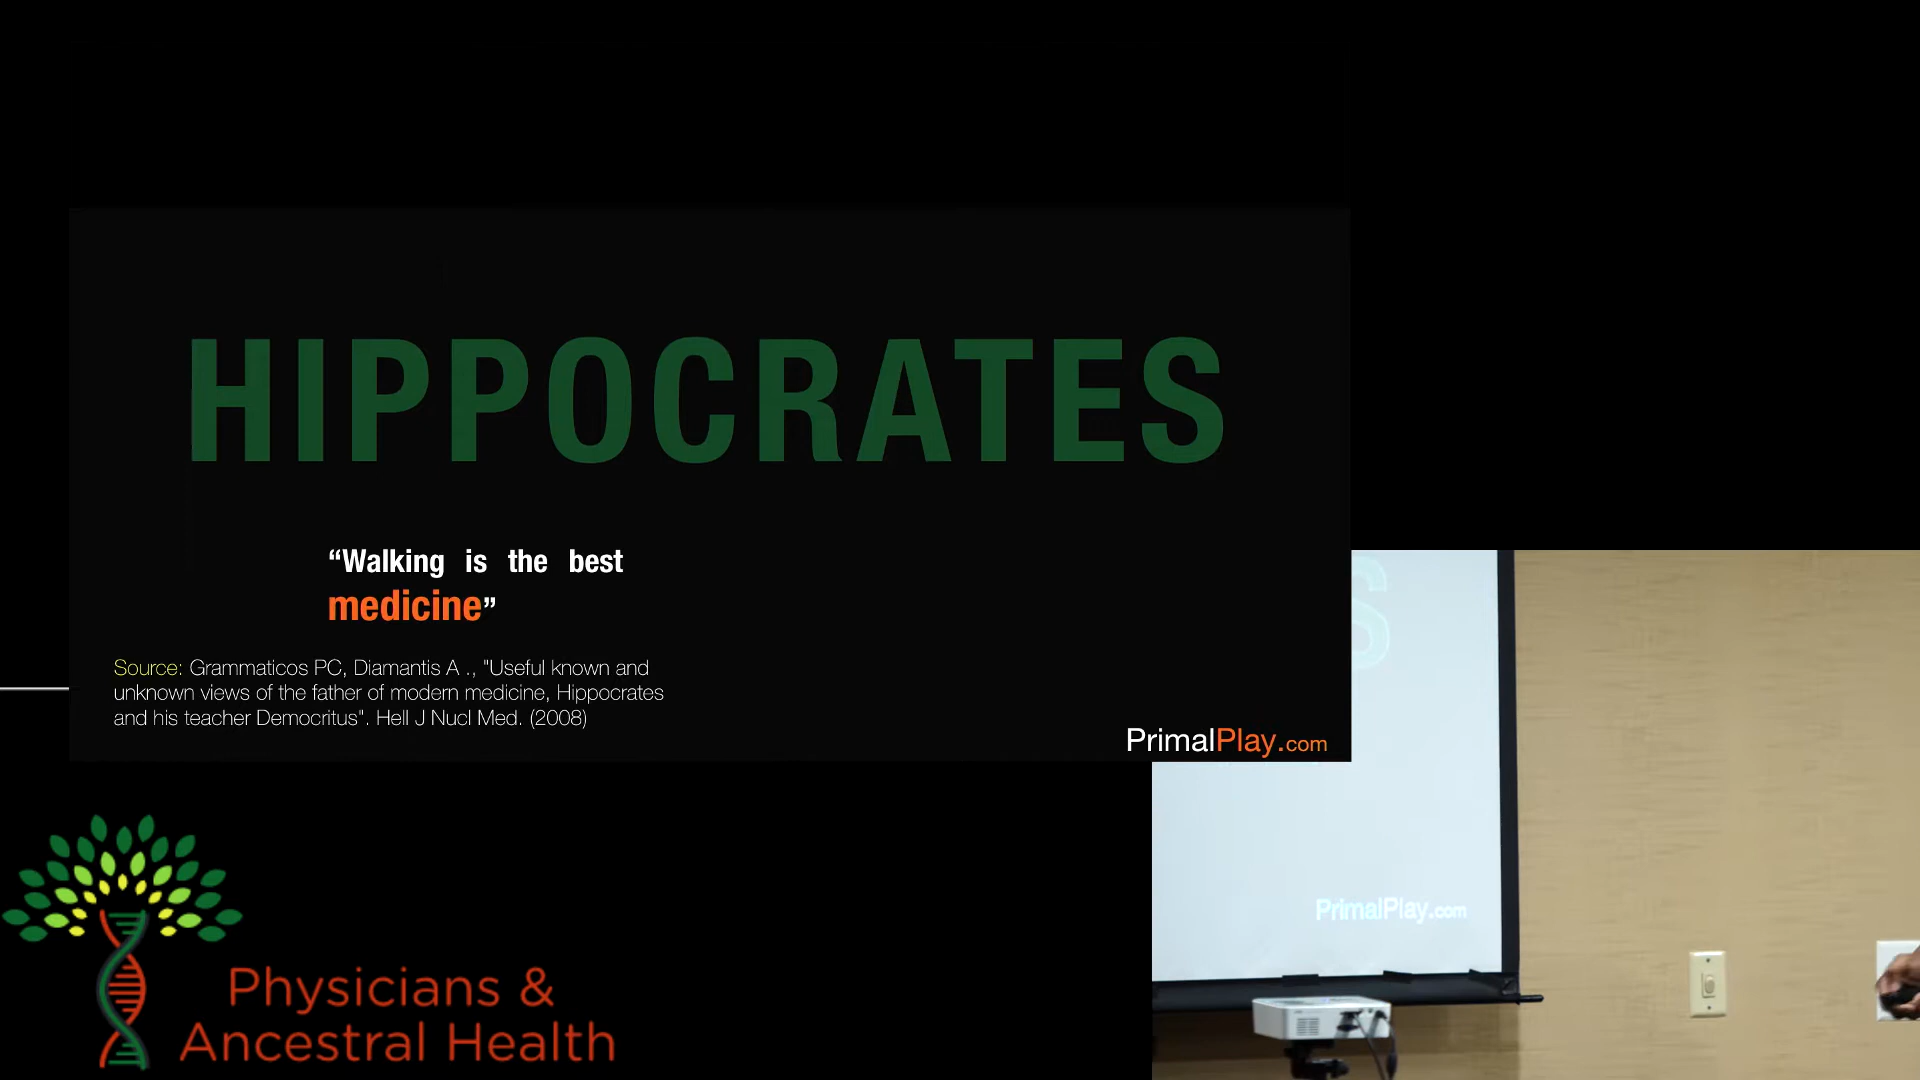 HIPPOCRATES
“Walking is the best
medicine”
Source: Grammaticos PC, Diamantis A ., "Useful known and
unknown views of the father of modern medicine, Hippocrates
and his teacher Democritus". Hell J Nucl Med. (2008)
PrimalPlay.com
S
PrimalPlay.com
Physicians &
Ancestral Health